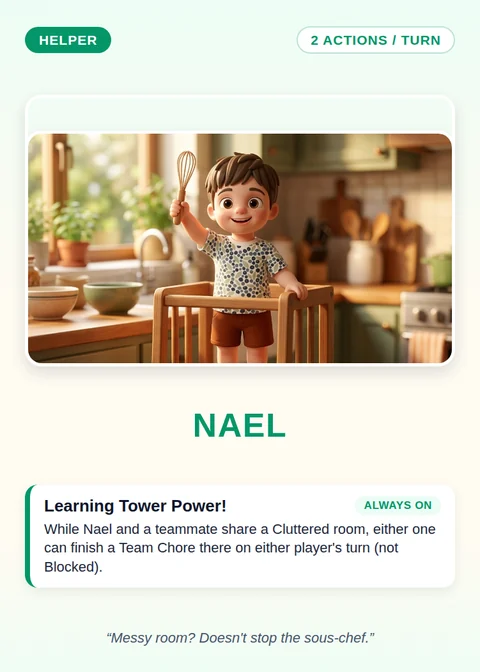 HELPER
2 ACTIONS / TURN
NAEL
Learning Tower Power!
ALWAYS ON
While Nael and a teammate share a Cluttered room, either one
can finish a Team Chore there on either player's turn (not
Blocked).
“Messy room? Doesn't stop the sous-chef.”